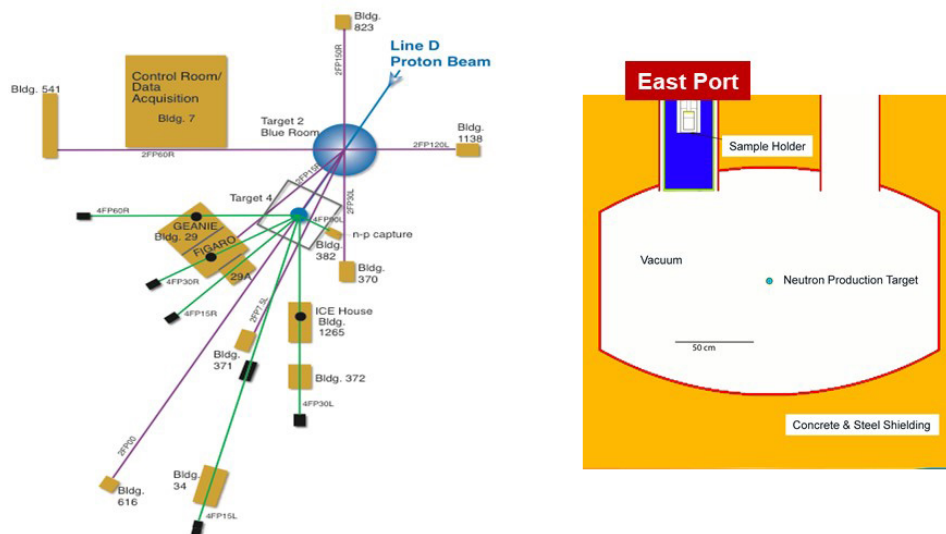 Bldg.
823
Line D
Proton Beam
2FP150R
Bldg. 541
Control Room/
Data
Acquisition
Bldg. 7
Target 2
Blue Room
Bldg.
1138
2FP60R
2FP120L
2FP15R
2FP30L
Target 4
4FP60R
GEANIE
Bldg. 29
FIGARO
29A
4FP90L
n-p capture
Bldg.
382
Bldg.
370
4FP30R
4FP15R
2FP7.5L
ICE House
Bldg.
1265
Bldg.
371
Bldg. 372
4FP30L
2FP00
Bldg.
616
Bldg.
34
4FP15L
East Port
Sample Holder
Vacuum
Neutron Production Target
50 cm
Concrete & Steel Shielding